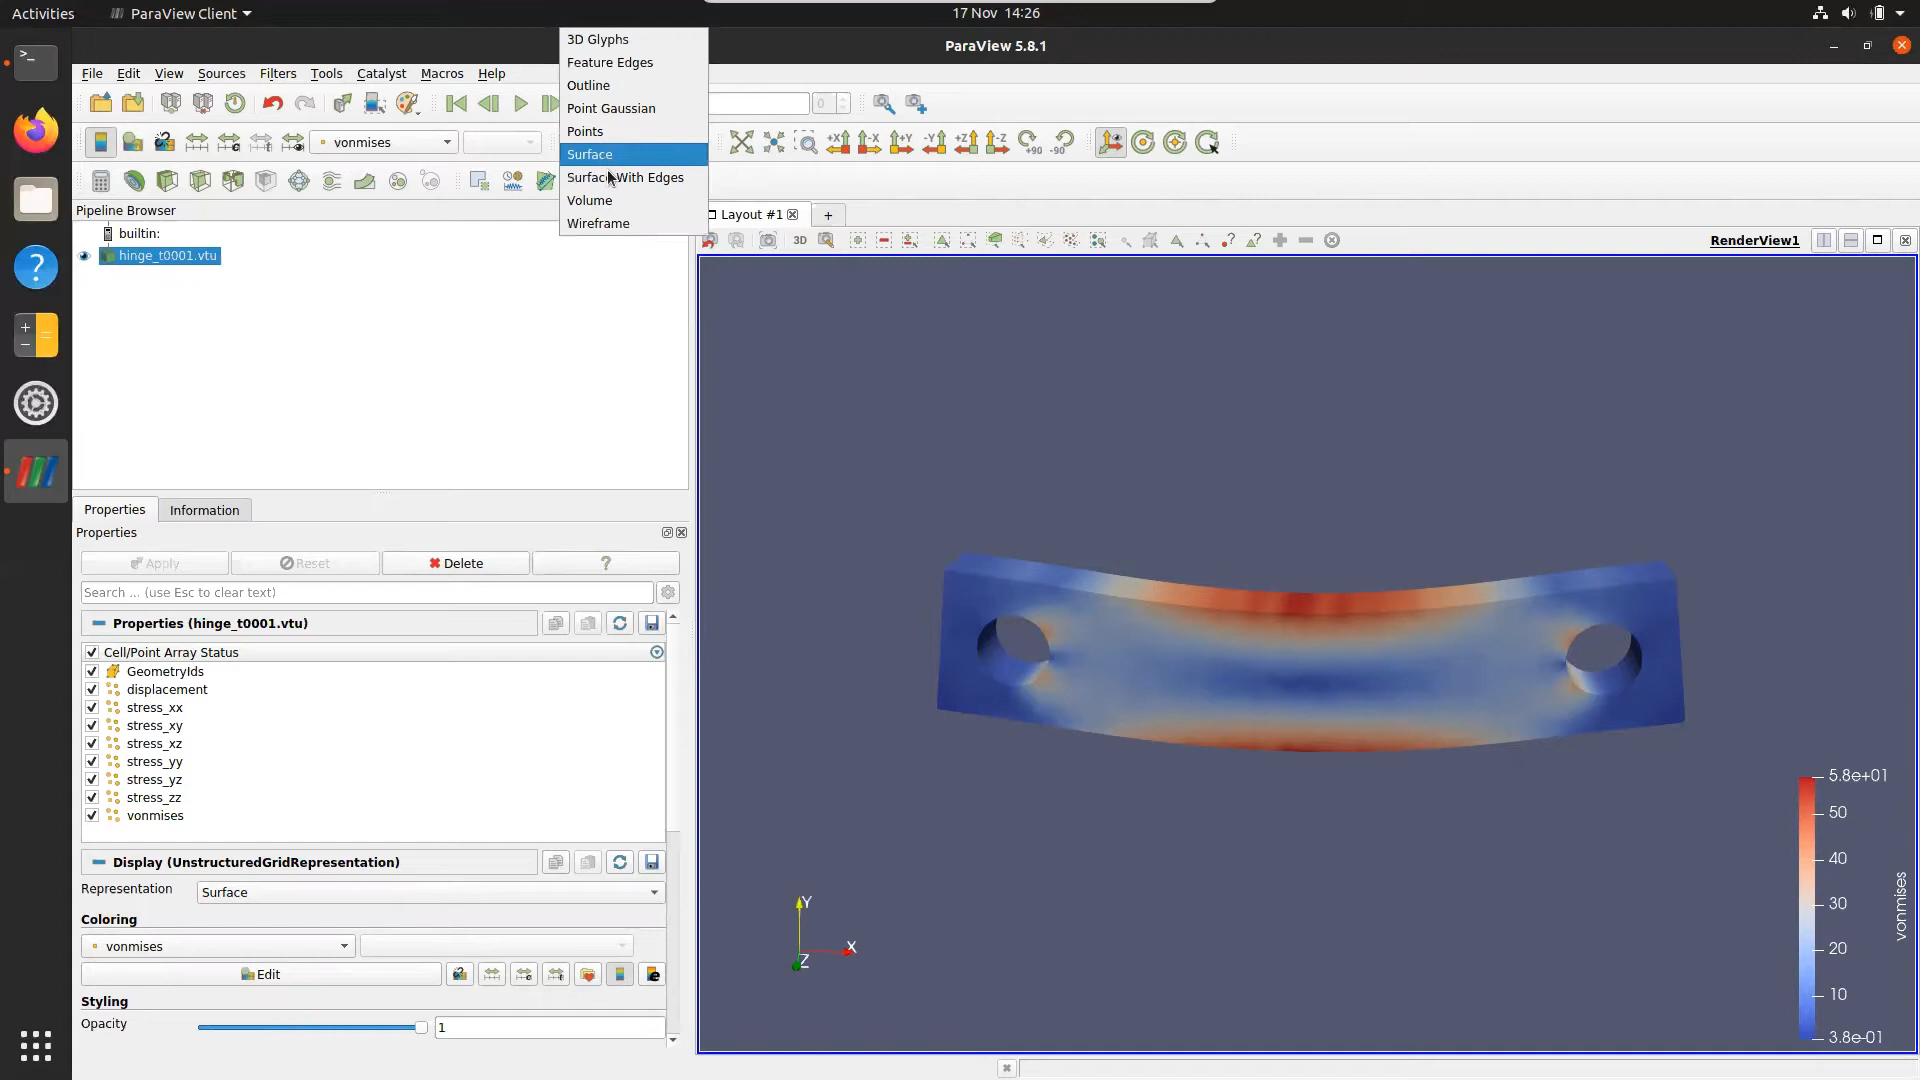 Activities
ParaView Client
17 Nov 14:26
ParaView 5.8.1
File
Edit
View
Sources
Filters
Tools
Catalyst
Macros
Help
3D Glyphs
Feature Edges
Outline
Point Gaussian
Points
Surface
Surface With Edges
Volume
Wireframe
0
vonmises
+X
-X
+Y
-Y
+Z
-Z
+90
-90
Pipeline Browser
builtin:
hinge_t0001.vtu
Layout #1
+
3D
RenderView1
Properties
Information
Properties
Apply
Reset
Delete
?
Search ... (use Esc to clear text)
Properties (hinge_t0001.vtu)
Cell/Point Array Status
GeometryIds
displacement
stress_xx
stress_xy
stress_xz
stress_yy
stress_yz
stress_zz
vonmises
Display (UnstructuredGridRepresentation)
Representation
Surface
Coloring
vonmises
Edit
Styling
Opacity
1
Y
X
Z
5.8e+01
50
40
30
20
10
3.8e-01
vonmises